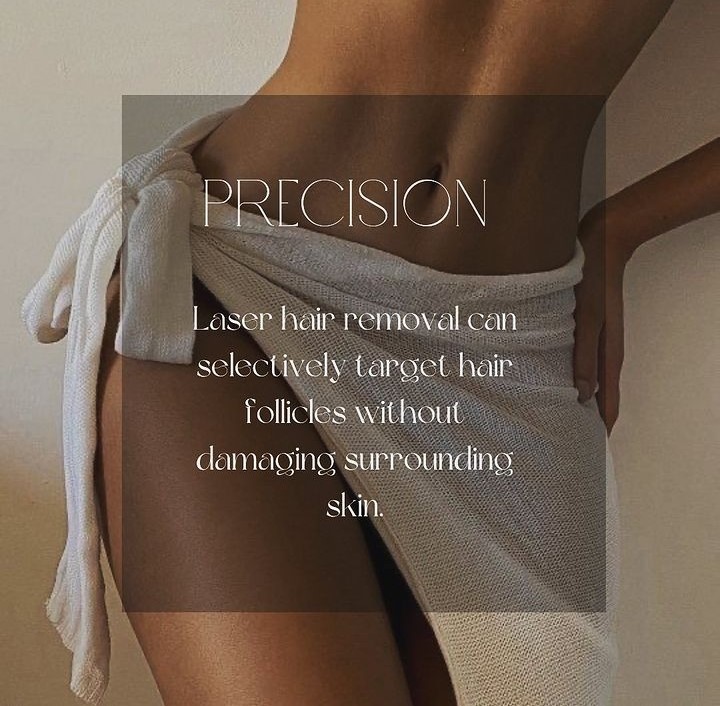 PRECISION
Laser hair removal can
selectively target hair
follicles without
damaging surrounding
skin.